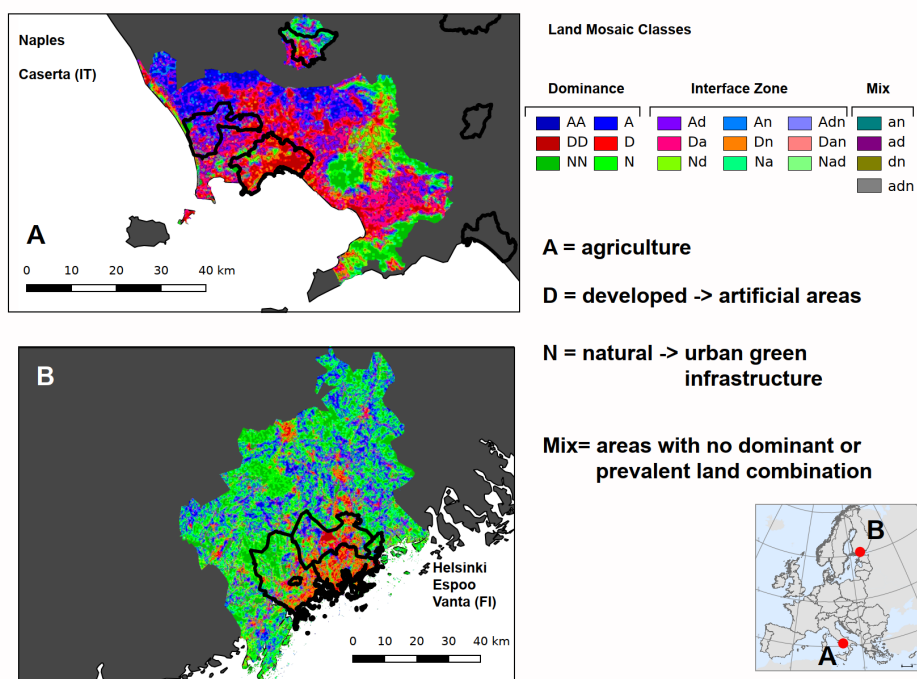 Naples
Caserta (IT)
A
0 10 20 30 40 km
B
Helsinki
Espoo
Vanta (FI)
0 10 20 30 40 km
Land Mosaic Classes
Dominance Interface Zone Mix
AA A Ad An Adn an
DD D Da Dn Dan ad
NN N Nd Na Nad dn
adn
A = agriculture
D = developed -> artificial areas
N = natural -> urban green
infrastructure
Mix= areas with no dominant or
prevalent land combination
B
A